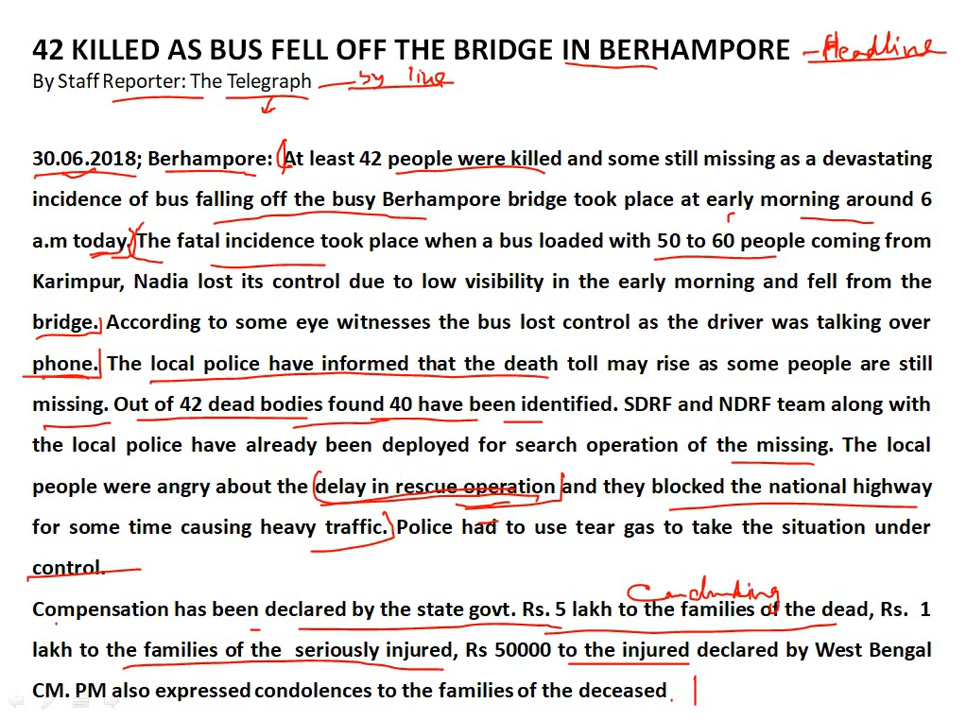 42 KILLED AS BUS FELL OFF THE BRIDGE IN BERHAMPORE - Headline
By Staff Reporter: The Telegraph - by line
30.06.2018; Berhampore: At least 42 people were killed and some still missing as a devastating
incidence of bus falling off the busy Berhampore bridge took place at early morning around 6
a.m today. The fatal incidence took place when a bus loaded with 50 to 60 people coming from
Karimpur, Nadia lost its control due to low visibility in the early morning and fell from the
bridge. According to some eye witnesses the bus lost control as the driver was talking over
phone. The local police have informed that the death toll may rise as some people are still
missing. Out of 42 dead bodies found 40 have been identified. SDRF and NDRF team along with
the local police have already been deployed for search operation of the missing. The local
people were angry about the delay in rescue operation and they blocked the national highway
for some time causing heavy traffic. Police had to use tear gas to take the situation under
control.
Compensation has been declared by the state govt. Rs. 5 lakh to the families of the dead, Rs. 1
lakh to the families of the seriously injured, Rs 50000 to the injured declared by West Bengal
CM. PM also expressed condolences to the families of the deceased.